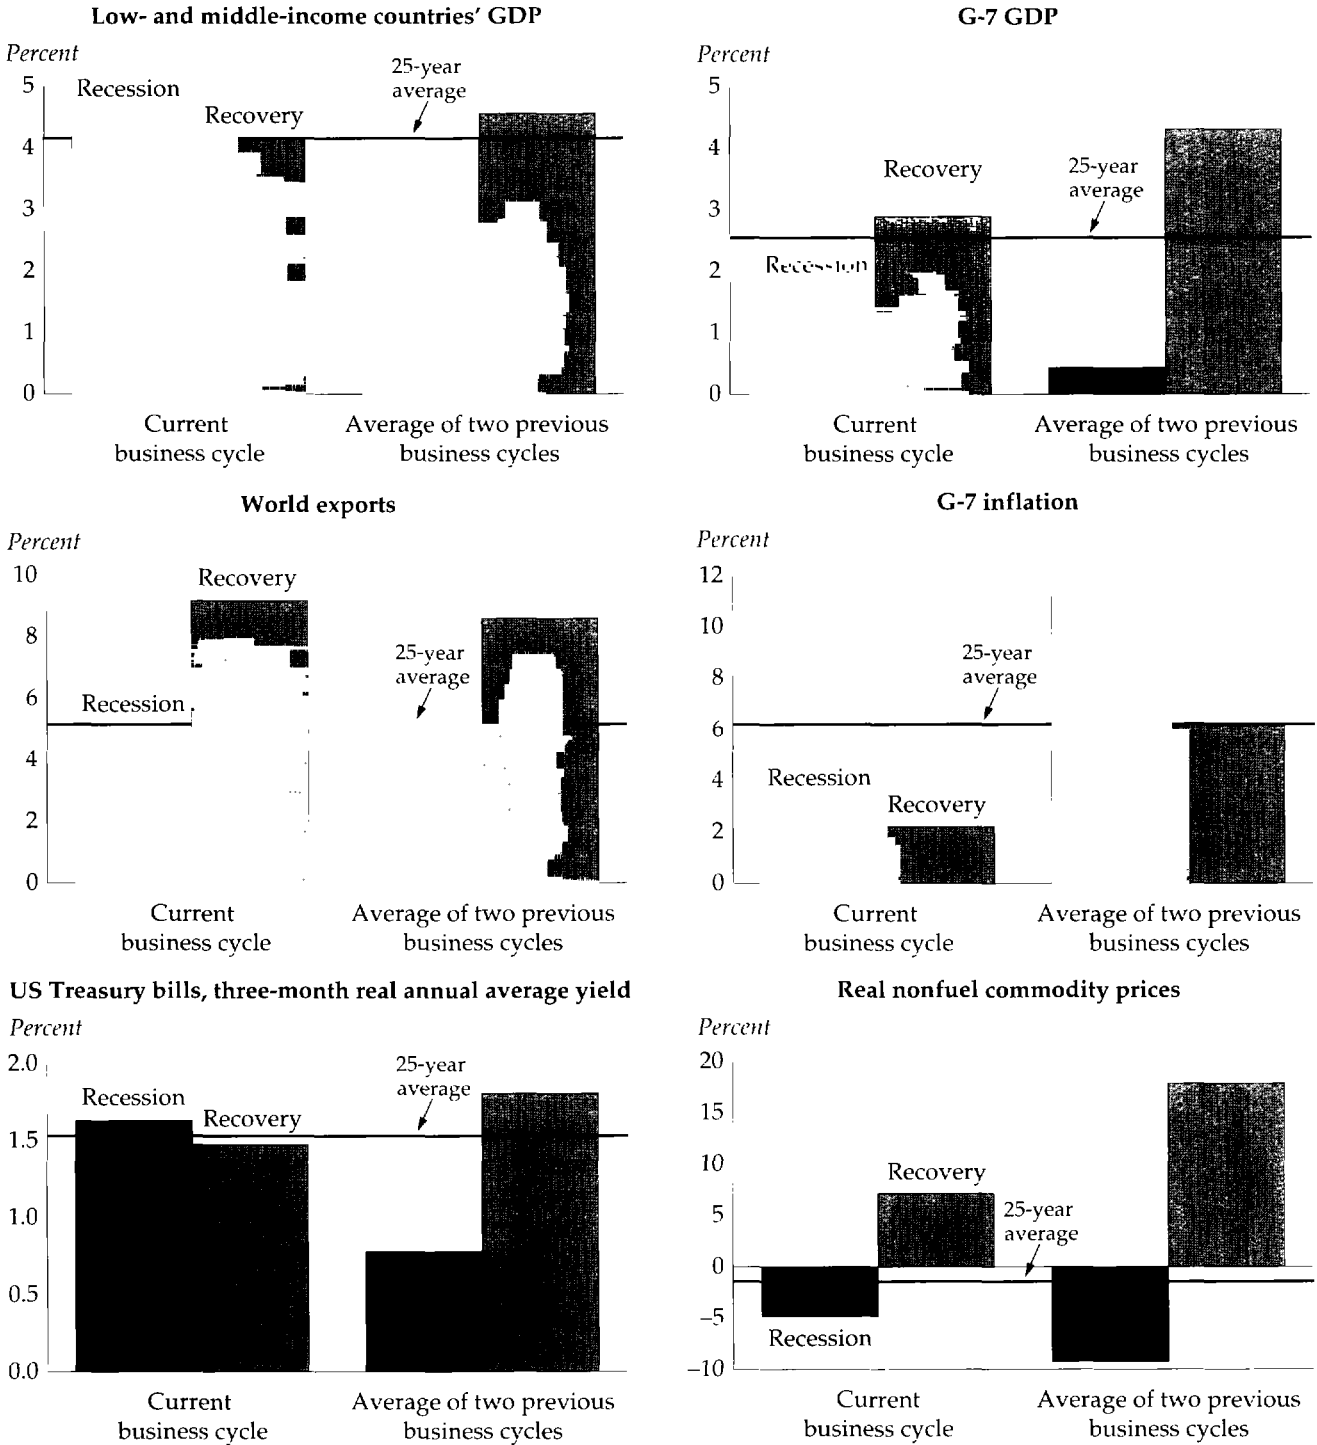 Low- and middle-income countries' GDP
Percent
5
4
3
2
1
0
Recession
Recovery
25-year
average
Current
business cycle
Average of two previous
business cycles
G-7 GDP
Percent
5
4
3
2
1
0
Recession
Recovery
25-year
average
Current
business cycle
Average of two previous
business cycles
World exports
Percent
10
8
6
4
2
0
Recession
Recovery
25-year
average
Current
business cycle
Average of two previous
business cycles
G-7 inflation
Percent
12
10
8
6
4
2
0
Recession
Recovery
25-year
average
Current
business cycle
Average of two previous
business cycles
US Treasury bills, three-month real annual average yield
Percent
2.0
1.5
1.0
0.5
0.0
Recession
Recovery
25-year
average
Current
business cycle
Average of two previous
business cycles
Real nonfuel commodity prices
Percent
20
15
10
5
0
–5
–10
Recession
Recovery
25-year
average
Current
business cycle
Average of two previous
business cycles